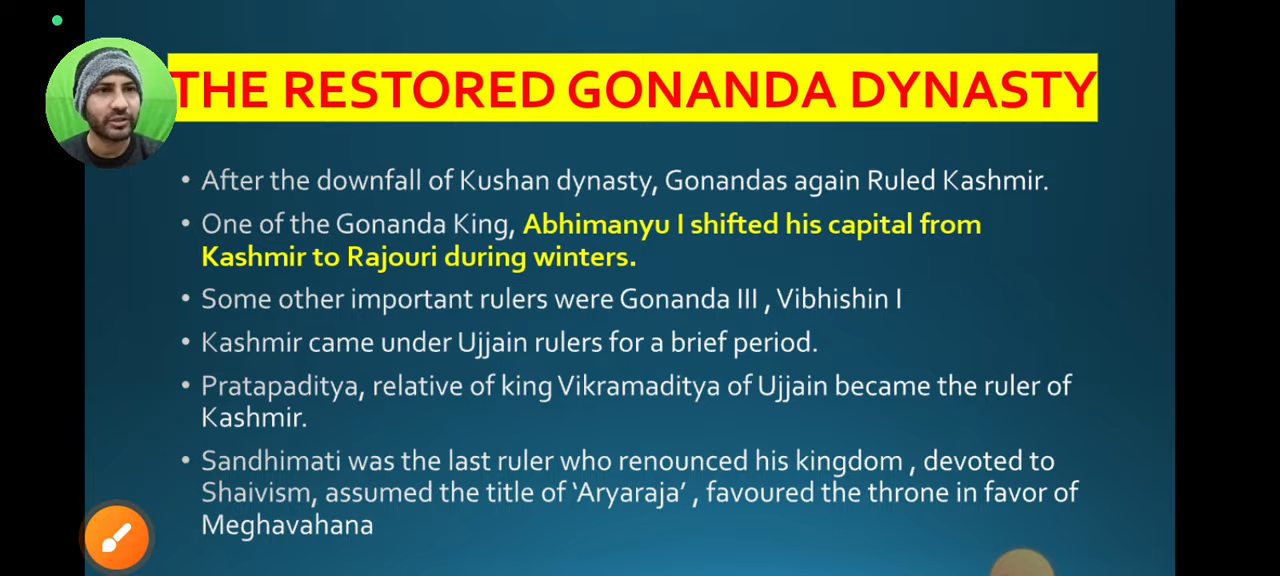 THE RESTORED GONANDA DYNASTY
• After the downfall of Kushan dynasty, Gonandas again Ruled Kashmir.
• One of the Gonanda King, Abhimanyu I shifted his capital from
Kashmir to Rajouri during winters.
• Some other important rulers were Gonanda III , Vibhishin I
• Kashmir came under Ujjain rulers for a brief period.
• Pratapaditya, relative of king Vikramaditya of Ujjain became the ruler of
Kashmir.
• Sandhimati was the last ruler who renounced his kingdom , devoted to
Shaivism, assumed the title of ‘Aryaraja’ , favoured the throne in favor of
Meghavahana